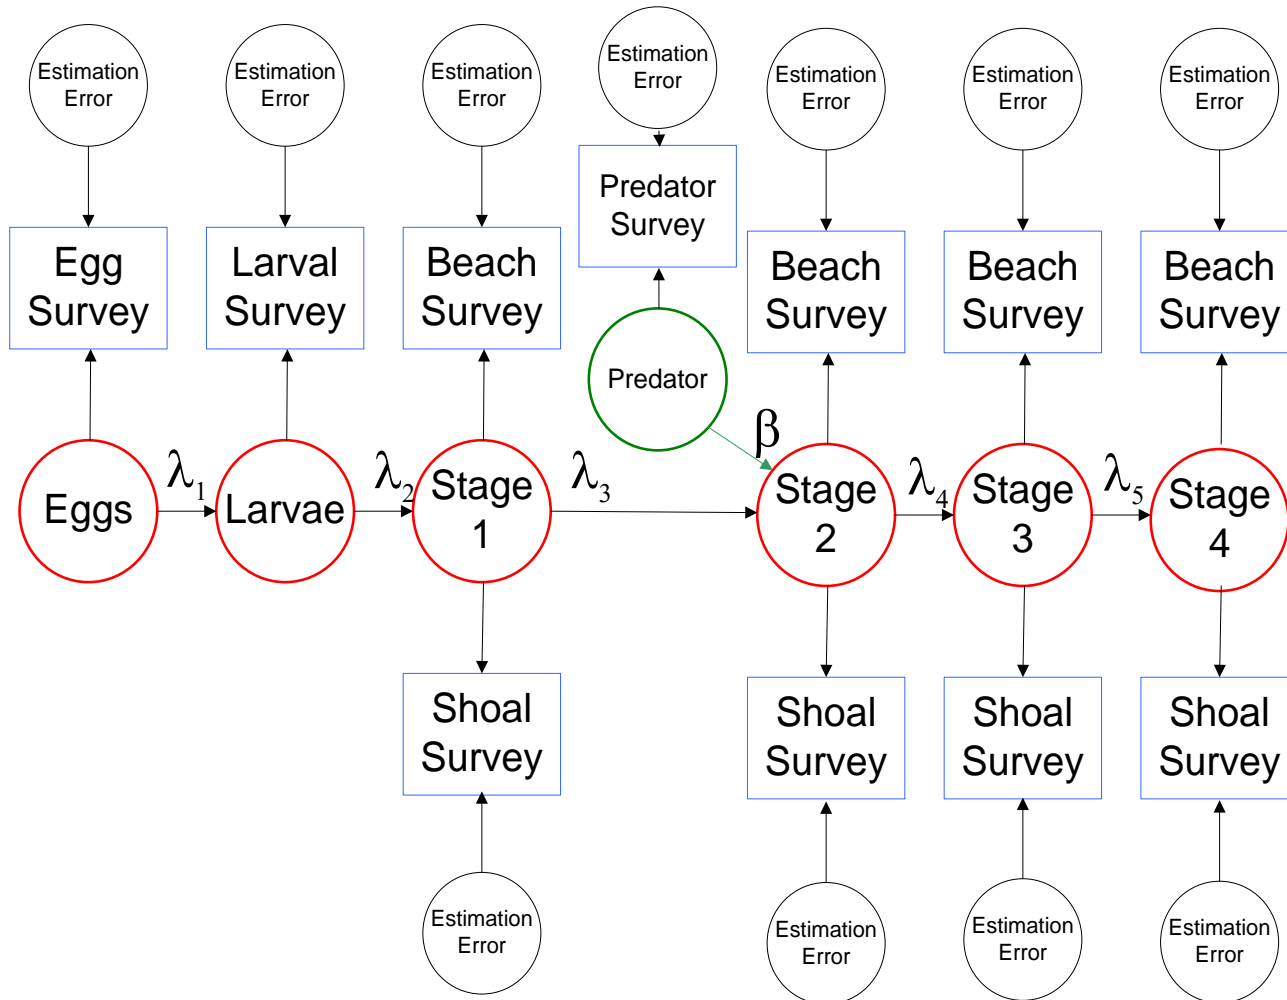 Estimation
Error
Estimation
Error
Estimation
Error
Estimation
Error
Estimation
Error
Estimation
Error
Estimation
Error
Egg
Survey
Larval
Survey
Beach
Survey
Predator
Survey
Beach
Survey
Beach
Survey
Beach
Survey
Predator
β
Eggs
λ₁
Larvae
λ₂
Stage
1
λ₃
Stage
2
λ₄
Stage
3
λ₅
Stage
4
Shoal
Survey
Shoal
Survey
Shoal
Survey
Shoal
Survey
Estimation
Error
Estimation
Error
Estimation
Error
Estimation
Error